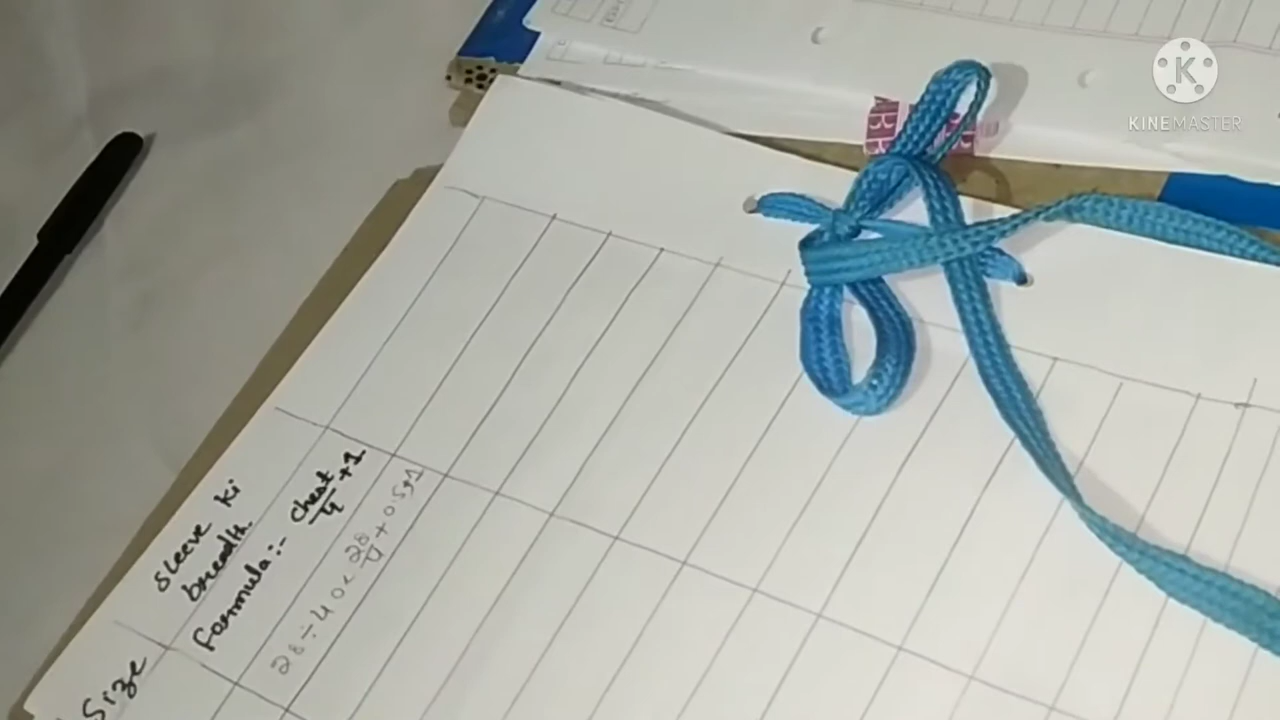 KINEMASTER
Sleeve Ki
breadth.
Formula:- chest/4 +1
28÷4 or 28/4 + 0.5
Size